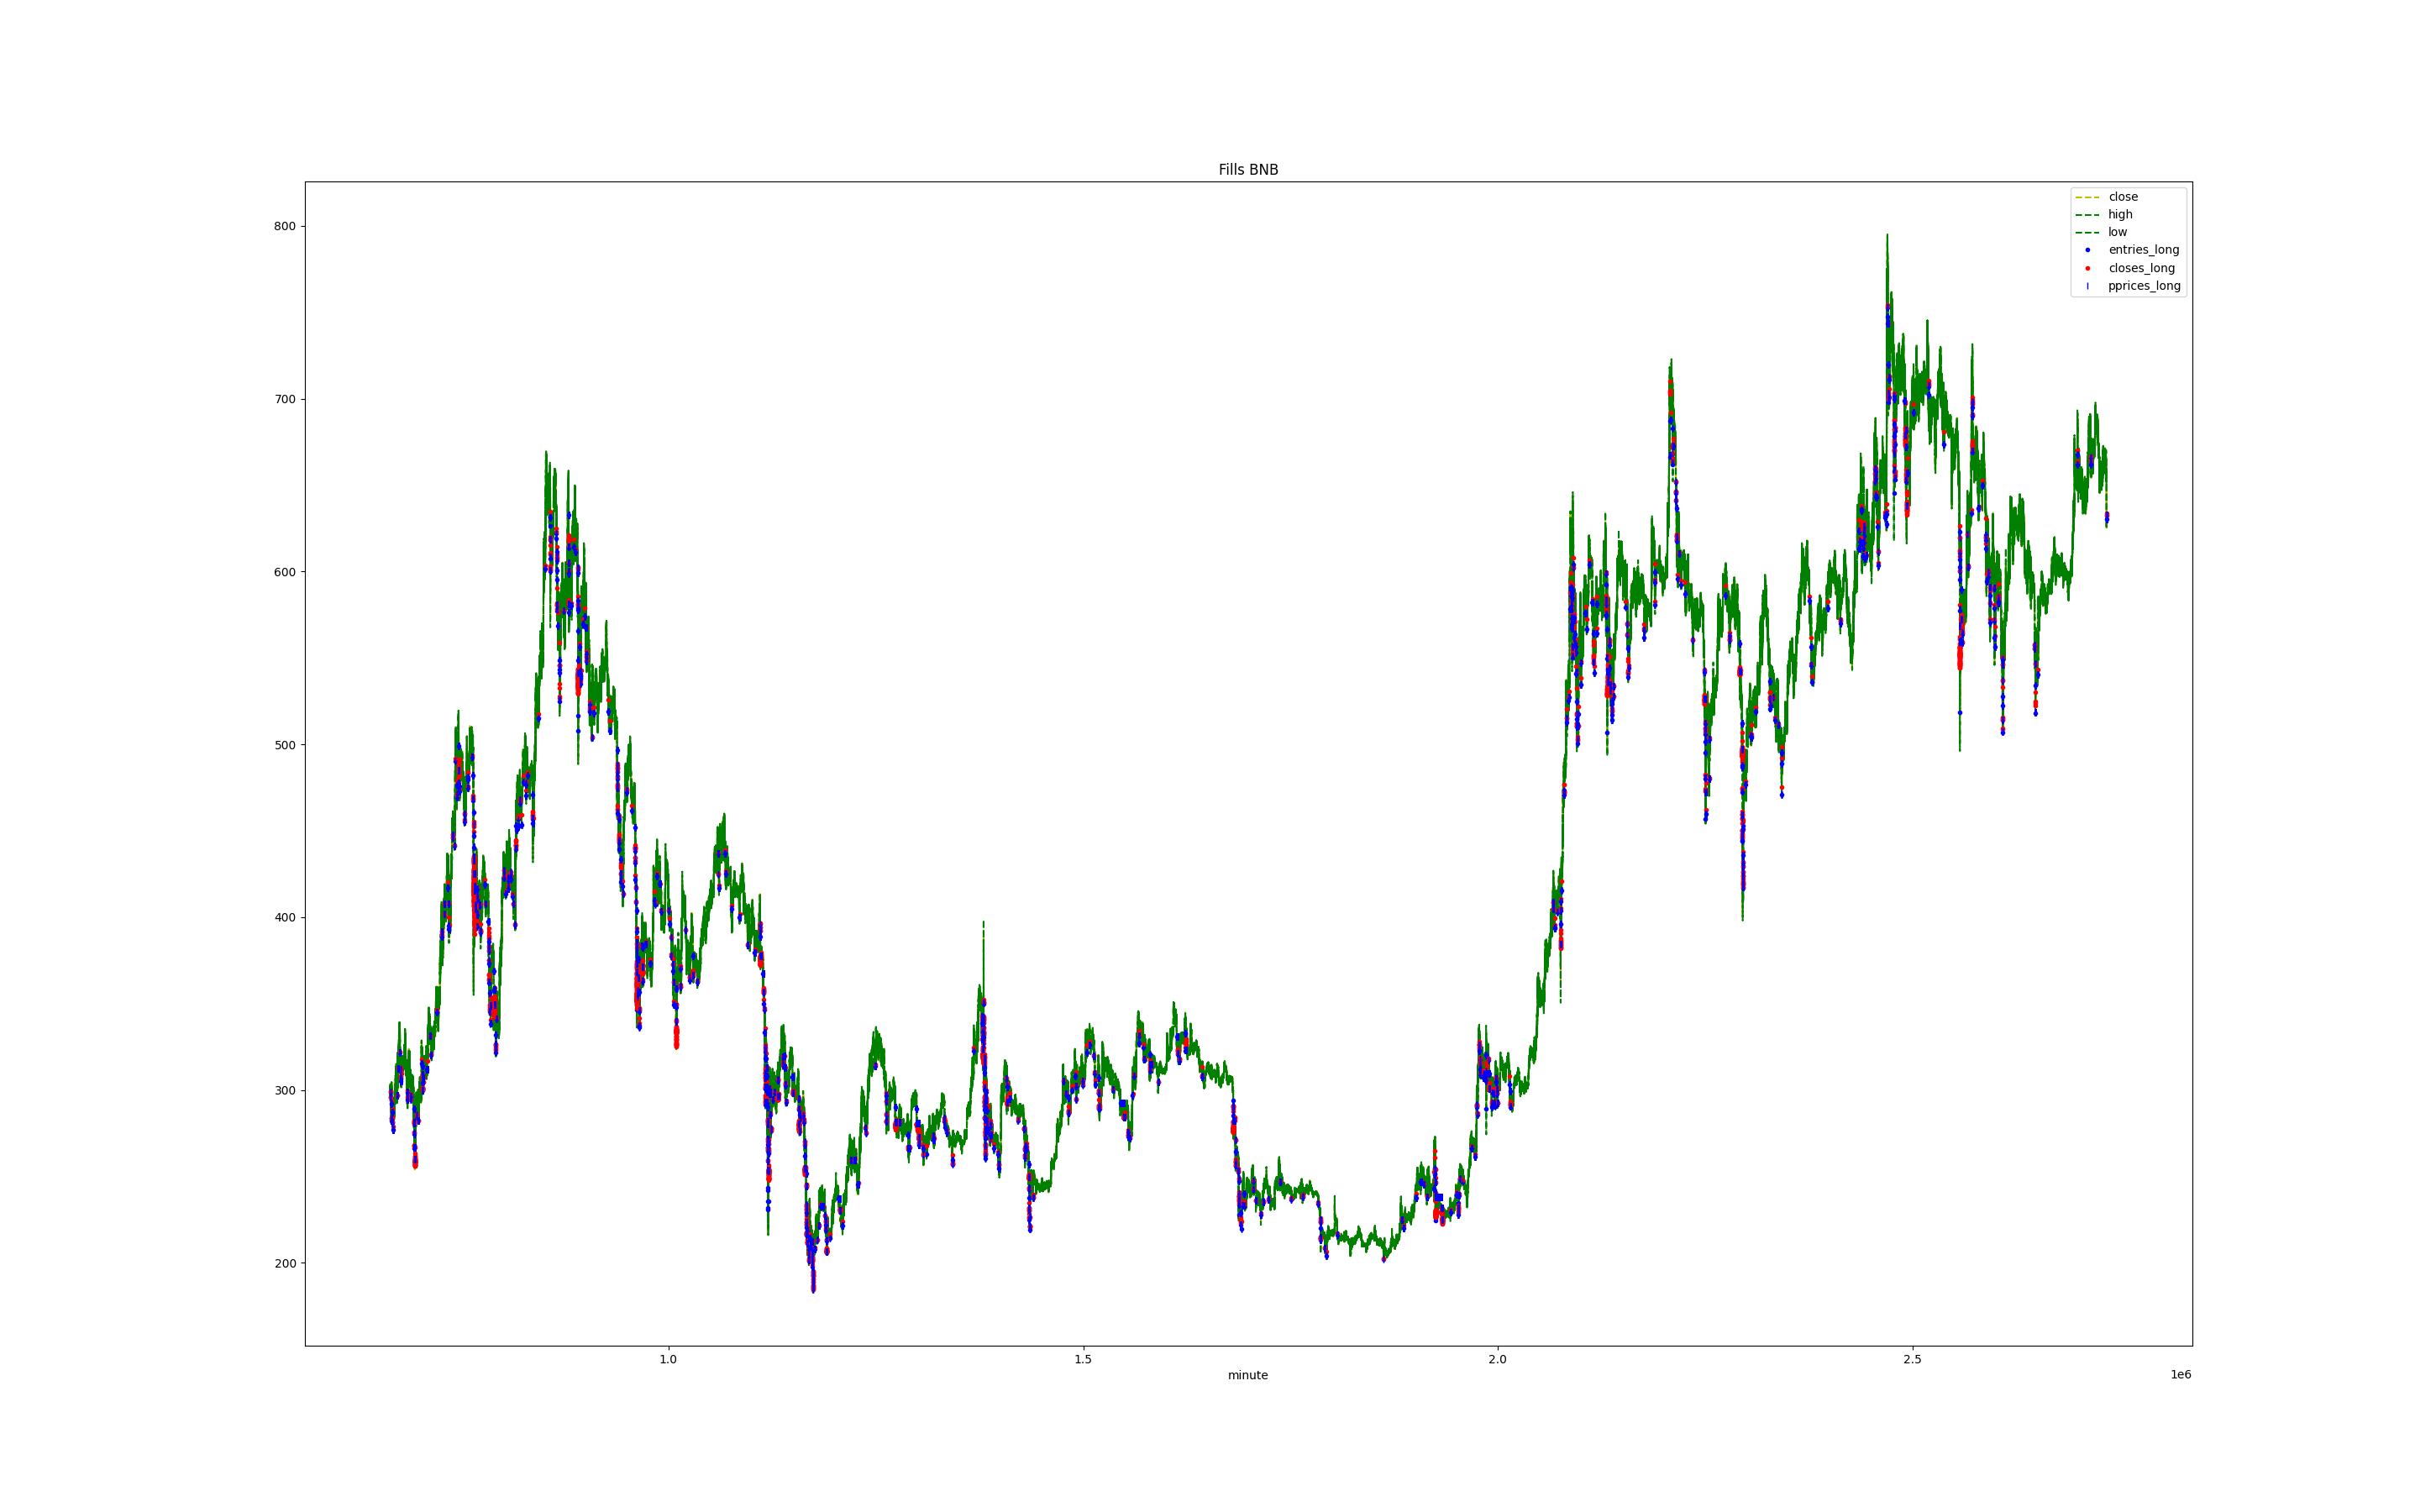 Fills BNB
close
high
low
entries_long
closes_long
pprices_long
800
700
600
500
400
300
200
1.0 1.5 2.0 2.5
minute 1e6